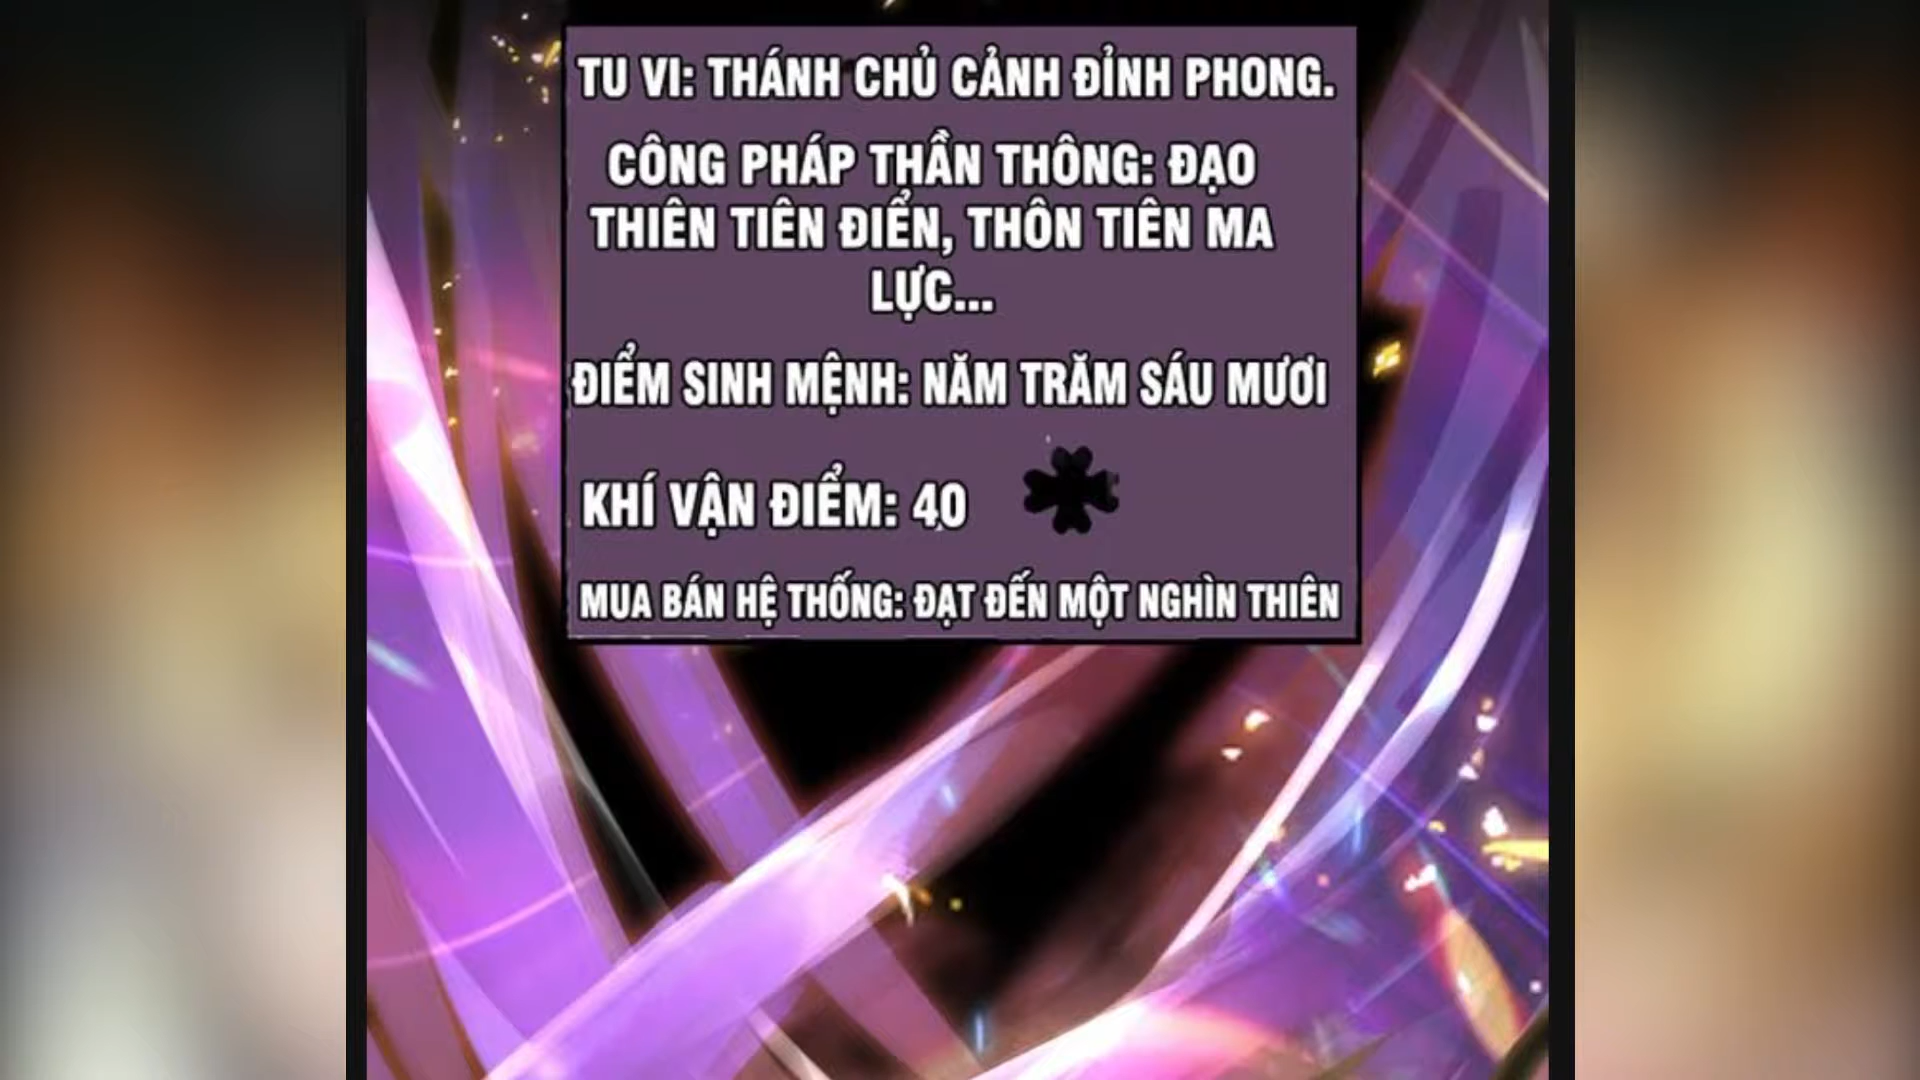 TU VI: THÁNH CHỦ CẢNH ĐỈNH PHONG.
CÔNG PHÁP THẦN THÔNG: ĐẠO
THIÊN TIÊN ĐIỂN, THÔN TIÊN MA
LỰC...
ĐIỂM SINH MỆNH: NĂM TRĂM SÁU MƯƠI
KHÍ VẬN ĐIỂM: 40
MUA BÁN HỆ THỐNG: ĐẠT ĐẾN MỘT NGHÌN THIÊN